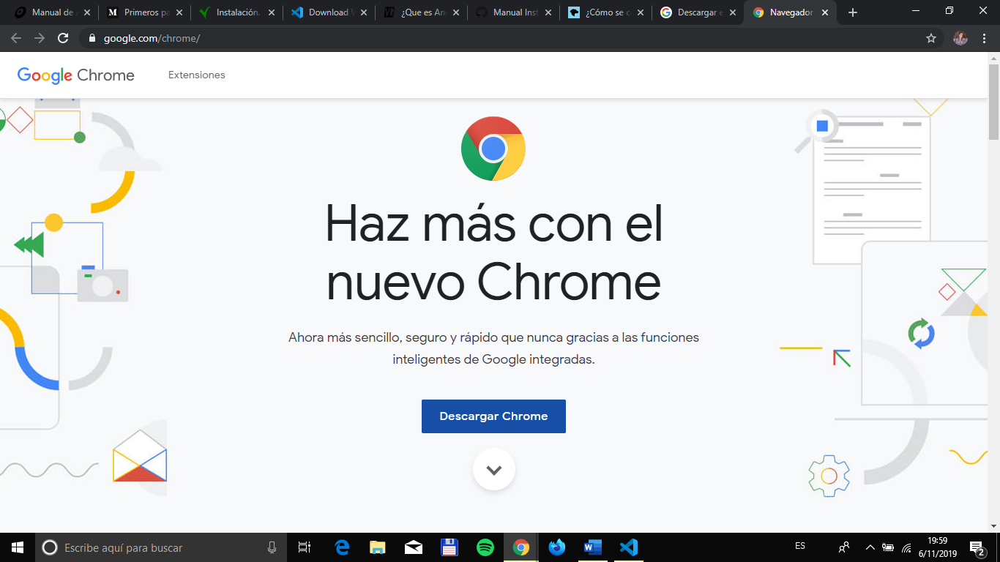 Manual de
Primeros pa
Instalación.
Download V
¿Que es An
Manual Inst
¿Cómo se c
Descargar e
Navegador
google.com/chrome/
Google Chrome
Extensiones
Haz más con el
nuevo Chrome
Ahora más sencillo, seguro y rápido que nunca gracias a las funciones
inteligentes de Google integradas.
Descargar Chrome
Escribe aquí para buscar
ES
19:59
6/11/2019
2